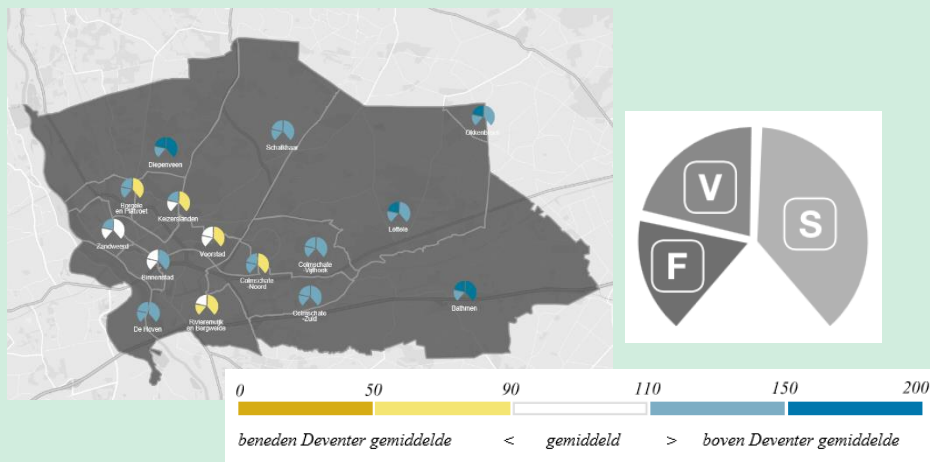 Okkenbroek
Schalkhaar
Diepenveen
Borgele
en Platvoet
Keizerslanden
Lettele
Zandweerd
Voorstad
Colmschate
-Vijfhoek
Binnenstad
Colmschate
-Noord
Bathmen
Colmschate
-Zuid
De Hoven
Rivierenwijk
en Bergweide
V
S
F
0 50 90 110 150 200
beneden Deventer gemiddelde < gemiddeld > boven Deventer gemiddelde